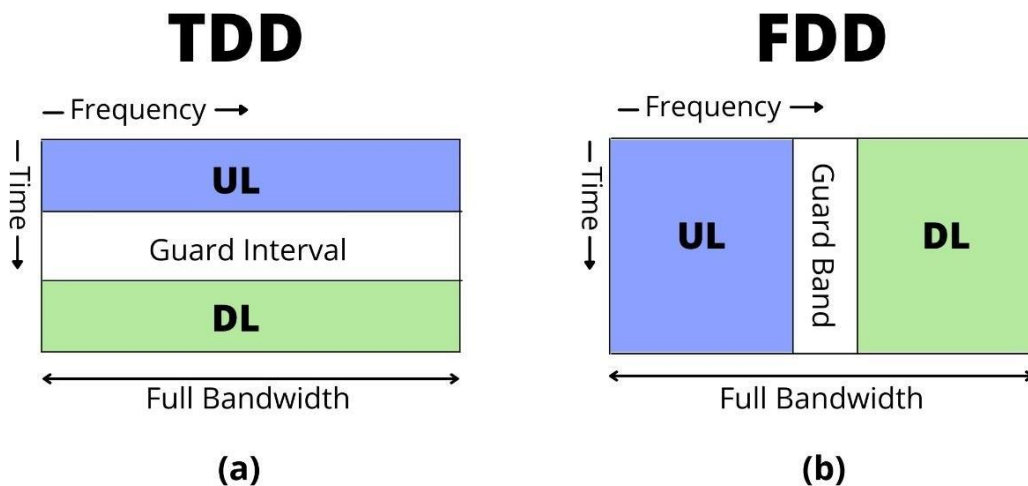 TDD
FDD
Frequency
Time
UL
Guard Interval
DL
Full Bandwidth
(a)
Frequency
Time
UL
Guard Band
DL
Full Bandwidth
(b)